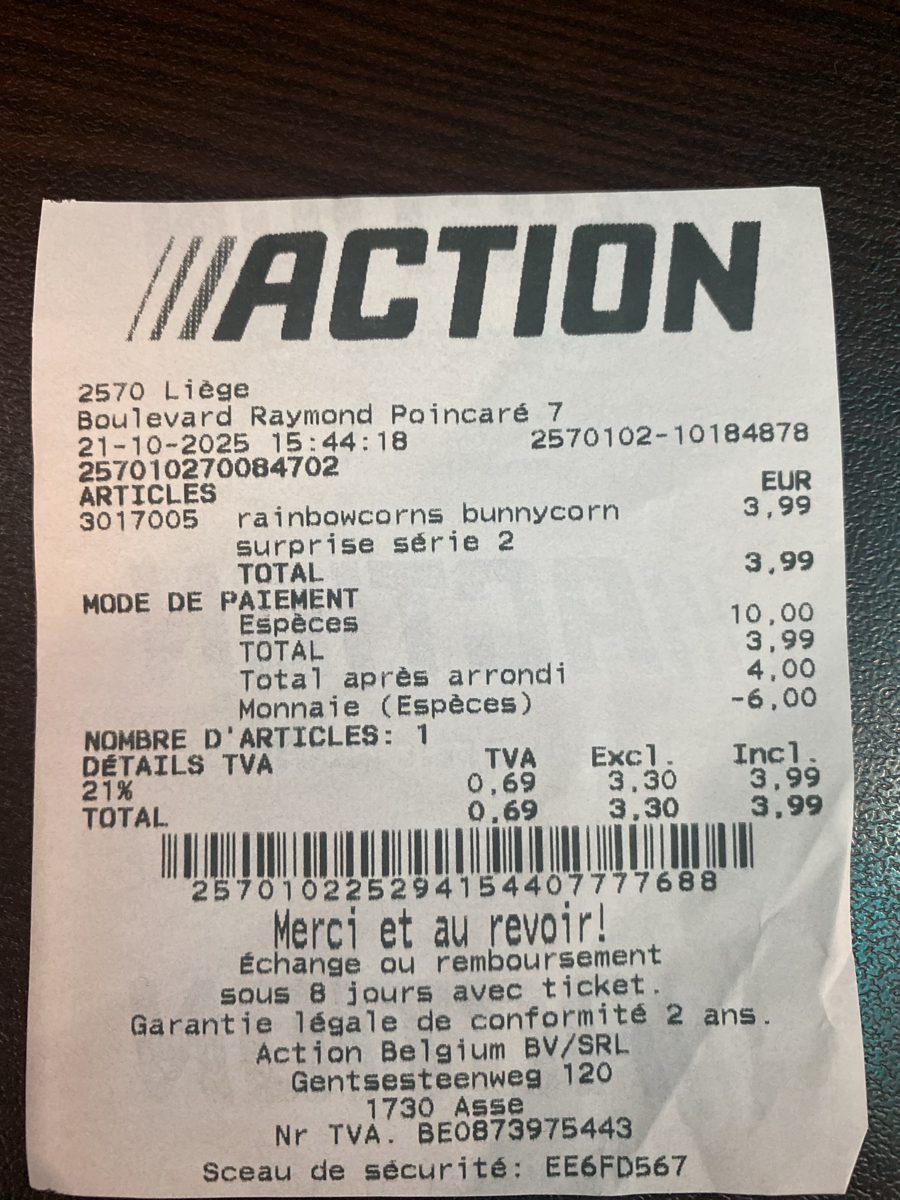 ACTION
2570 Liège
Boulevard Raymond Poincaré 7
21-10-2025 15:44:18 2570102-10184878
257010270084702
ARTICLES EUR
3017005 rainbowcorns bunnycorn 3,99
surprise série 2
TOTAL 3,99
MODE DE PAIEMENT
Espèces 10,00
TOTAL 3,99
Total après arrondi 4,00
Monnaie (Espèces) -6,00
NOMBRE D'ARTICLES: 1
DÉTAILS TVA TVA Excl. Incl.
21% 0,69 3,30 3,99
TOTAL 0,69 3,30 3,99
257010225294154407777688
Merci et au revoir!
Échange ou remboursement
sous 8 jours avec ticket.
Garantie légale de conformité 2 ans.
Action Belgium BV/SRL
Gentsesteenweg 120
1730 Asse
Nr TVA. BE0873975443
Sceau de sécurité: EE6FD567